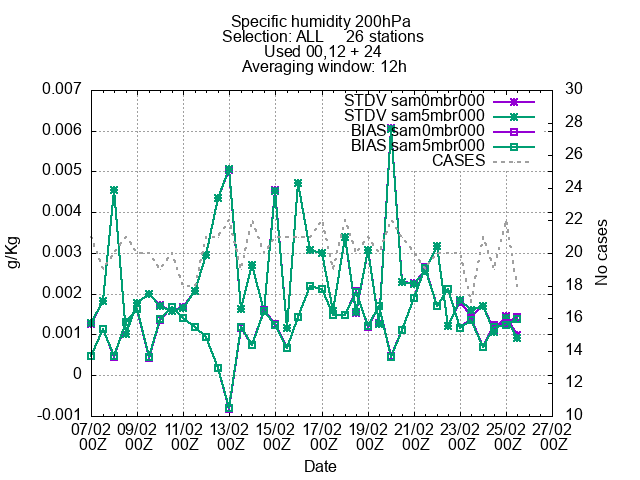 Specific humidity 200hPa
Selection: ALL 26 stations
Used 00,12 + 24
Averaging window: 12h
STDV sam0mbr000
STDV sam5mbr000
BIAS sam0mbr000
BIAS sam5mbr000
CASES
0.007
0.006
0.005
0.004
0.003
0.002
0.001
0
-0.001
g/Kg
30
28
26
24
22
20
18
16
14
12
10
No cases
07/02 09/02 11/02 13/02 15/02 17/02 19/02 21/02 23/02 25/02 27/02
00Z 00Z 00Z 00Z 00Z 00Z 00Z 00Z 00Z 00Z 00Z
Date